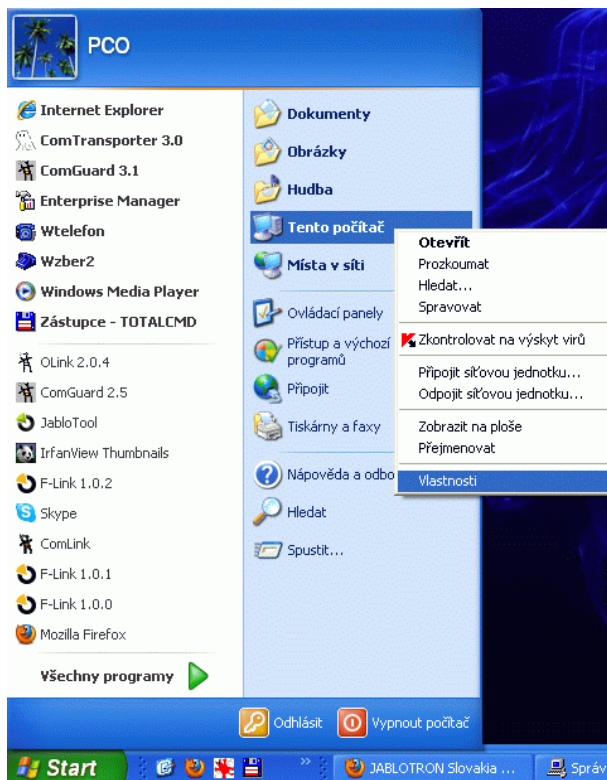 PCO
Internet Explorer
ComTransporter 3.0
ComGuard 3.1
Enterprise Manager
Wtelefon
Wzber2
Windows Media Player
Zástupce - TOTALCMD
OLink 2.0.4
ComGuard 2.5
JabloTool
IrfanView Thumbnails
F-Link 1.0.2
Skype
ComLink
F-Link 1.0.1
F-Link 1.0.0
Mozilla Firefox
Všechny programy
Dokumenty
Obrázky
Hudba
Tento počítač
Místa v síti
Ovládací panely
Přístup a výchozí
programů
Připojit
Tiskárny a faxy
Nápověda a odbo
Hledat
Spustit...
Otevřít
Prozkoumat
Hledat...
Spravovat
Zkontrolovat na výskyt virů
Připojit síťovou jednotku...
Odpojit síťovou jednotku...
Zobrazit na ploše
Přejmenovat
Vlastnosti
Odhlásit
Vypnout počítač
Start
»
JABLOTRON Slovakia ...
Správ